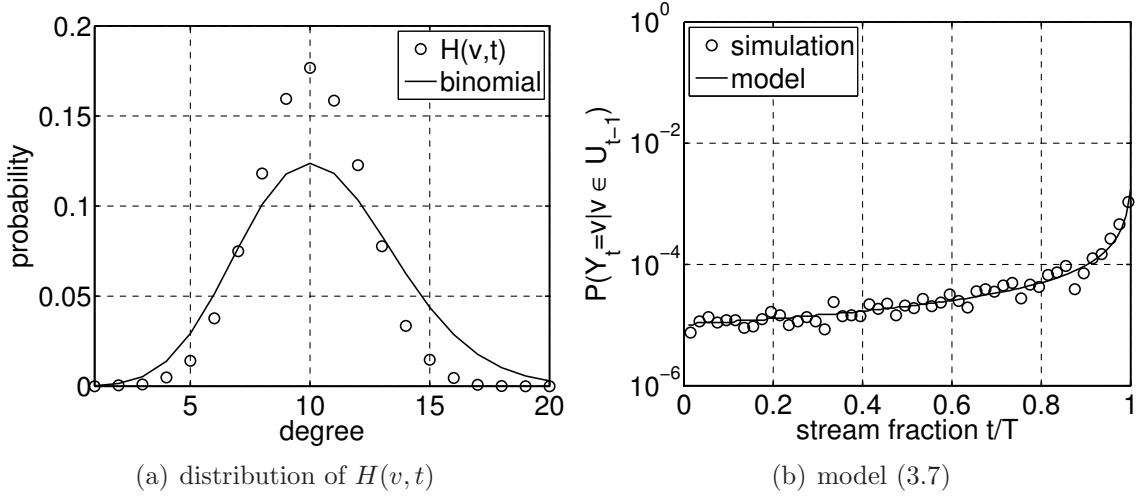 0.2
0.15
0.1
0.05
0
5
10
15
20
probability
degree
H(v,t)
binomial
(a) distribution of H(v, t)
10^0
10^-2
10^-4
10^-6
0
0.2
0.4
0.6
0.8
1
P(Y_t=v|v ∈ U_{t-1})
stream fraction t/T
simulation
model
(b) model (3.7)